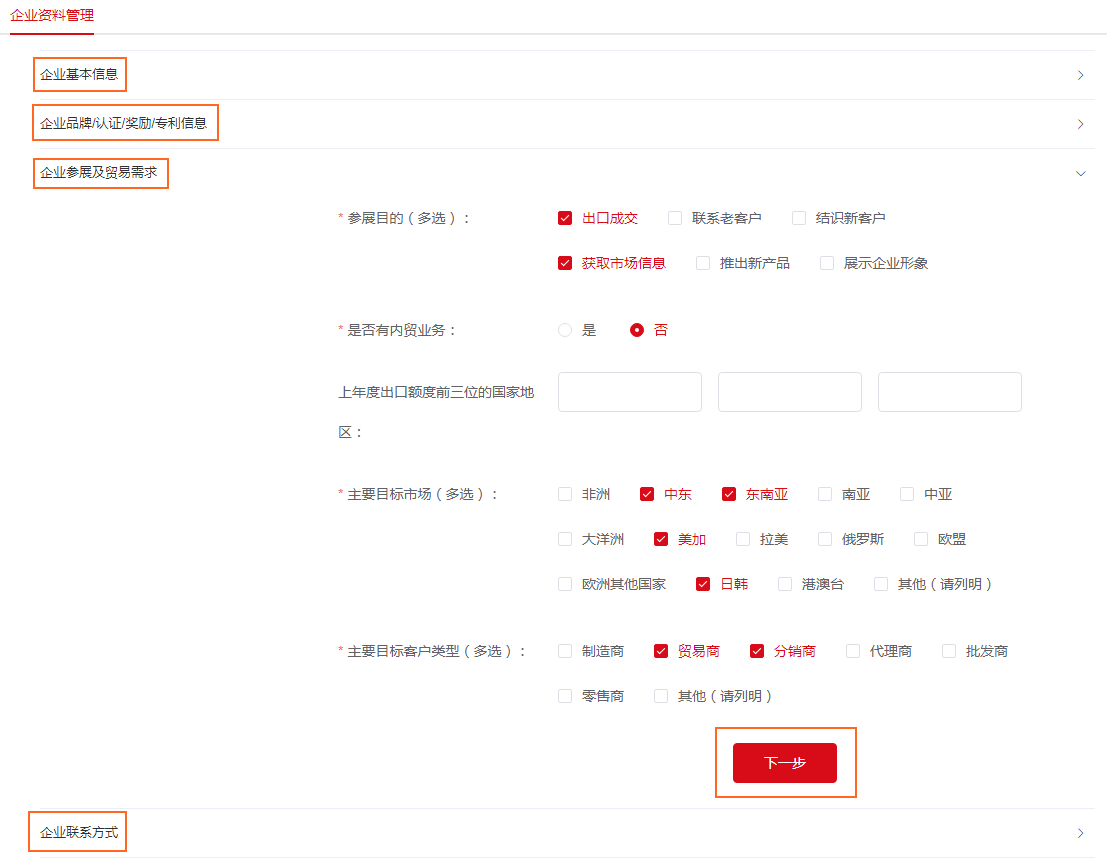 企业资料管理
企业基本信息
企业品牌/认证/奖励/专利信息
企业参展及贸易需求
* 参展目的（多选）： 出口成交 联系老客户 结识新客户
获取市场信息 推出新产品 展示企业形象
* 是否有内贸业务： 是 否
上年度出口额度前三位的国家地
区：
* 主要目标市场（多选）： 非洲 中东 东南亚 南亚 中亚
大洋洲 美加 拉美 俄罗斯 欧盟
欧洲其他国家 日韩 港澳台 其他（请列明）
* 主要目标客户类型（多选）： 制造商 贸易商 分销商 代理商 批发商
零售商 其他（请列明）
下一步
企业联系方式